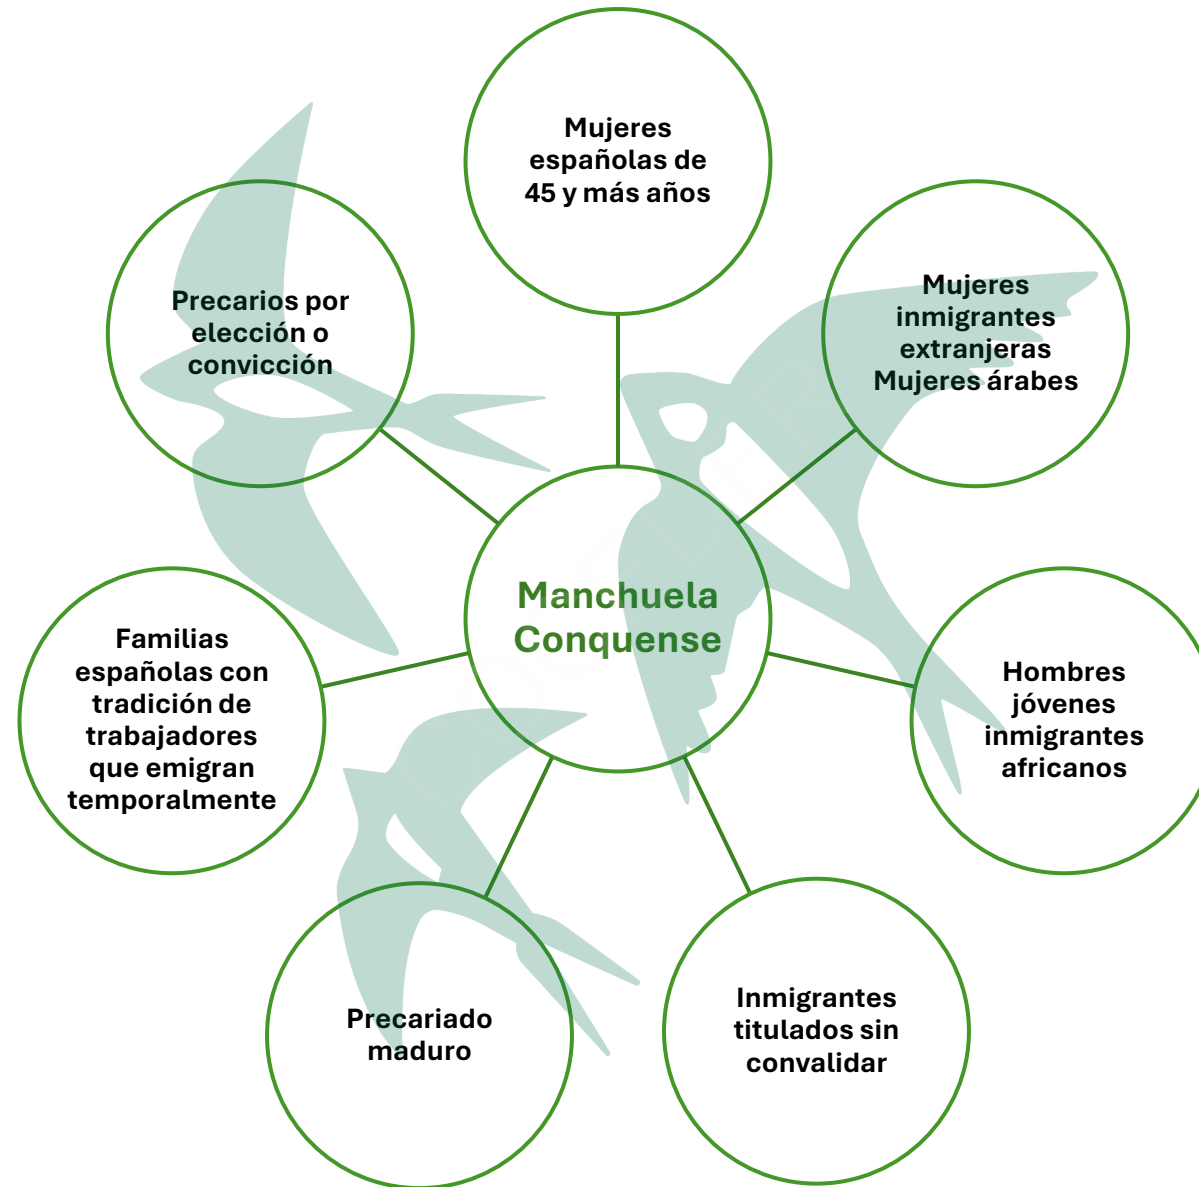 Mujeres
españolas de
45 y más años
Mujeres
inmigrantes
extranjeras
Mujeres árabes
Hombres
jóvenes
inmigrantes
africanos
Inmigrantes
titulados sin
convalidar
Precariado
maduro
Familias
españolas con
tradición de
trabajadores
que emigran
temporalmente
Precarios por
elección o
convicción
Manchuela
Conquense